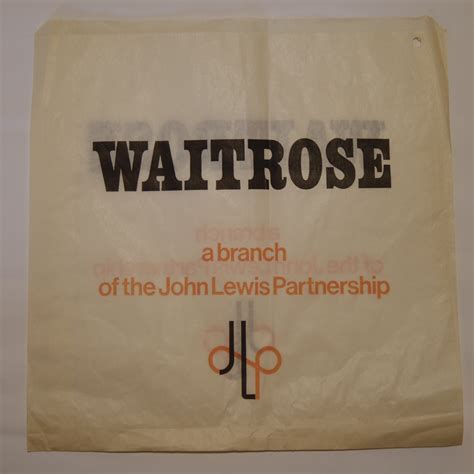 WAITROSE
a branch
of the John Lewis Partnership
JLP